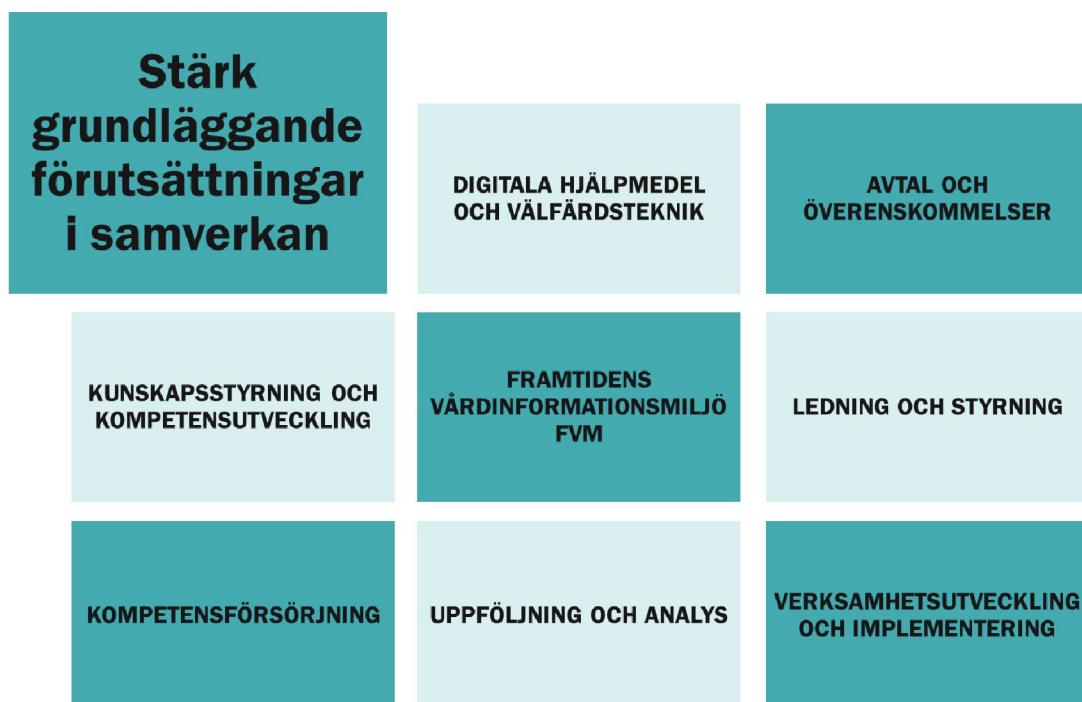 Stärk
grundläggande
förutsättningar
i samverkan
DIGITALA HJÄLPMEDEL
OCH VÄLFÄRDSTEKNIK
AVTAL OCH
ÖVERENSKOMMELSER
KUNSKAPSSTYRNING OCH
KOMPETENSUTVECKLING
FRAMTIDENS
VÅRDINFORMATIONSMILJÖ
FVM
LEDNING OCH STYRNING
KOMPETENSFÖRSÖRJNING
UPPFÖLJNING OCH ANALYS
VERKSAMHETSUTVECKLING
OCH IMPLEMENTERING